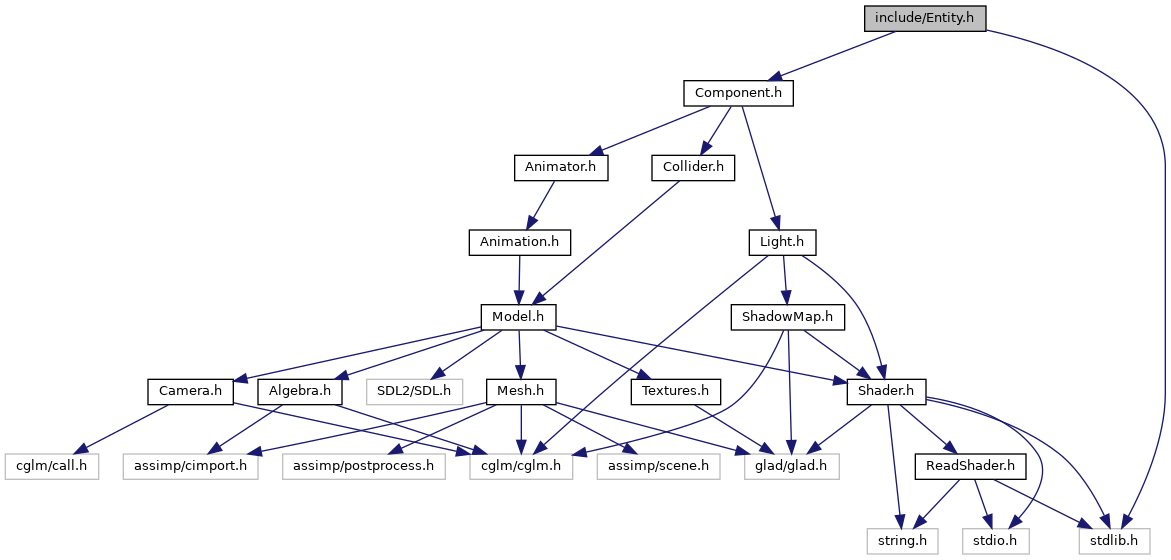 include/Entity.h
Component.h
Animator.h
Collider.h
Animation.h
Light.h
Model.h
ShadowMap.h
Camera.h
Algebra.h
SDL2/SDL.h
Mesh.h
Textures.h
Shader.h
cglm/call.h
assimp/cimport.h
assimp/postprocess.h
cglm/cglm.h
assimp/scene.h
glad/glad.h
ReadShader.h
string.h
stdio.h
stdlib.h